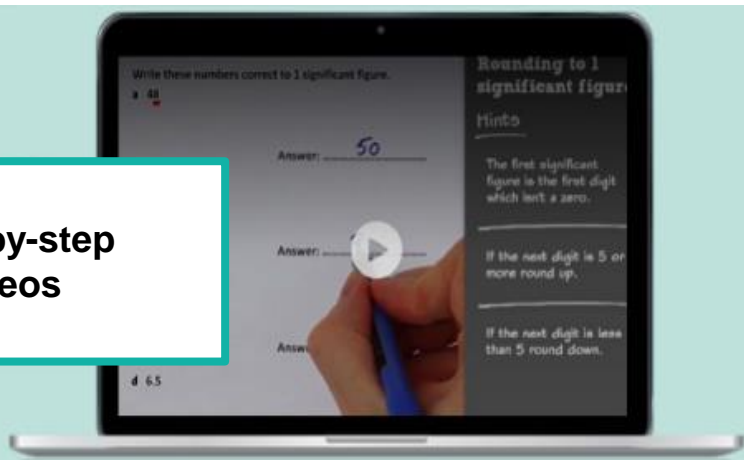 Write these numbers correct to 1 significant figure.
a 48
Answer: 50
Answer:
d 6.5
by-step
eos
Rounding to 1
significant figur
Hints
The first significant
figure is the first digit
which isn't a zero.
If the next digit is 5 or
more round up.
If the next digit is less
than 5 round down.